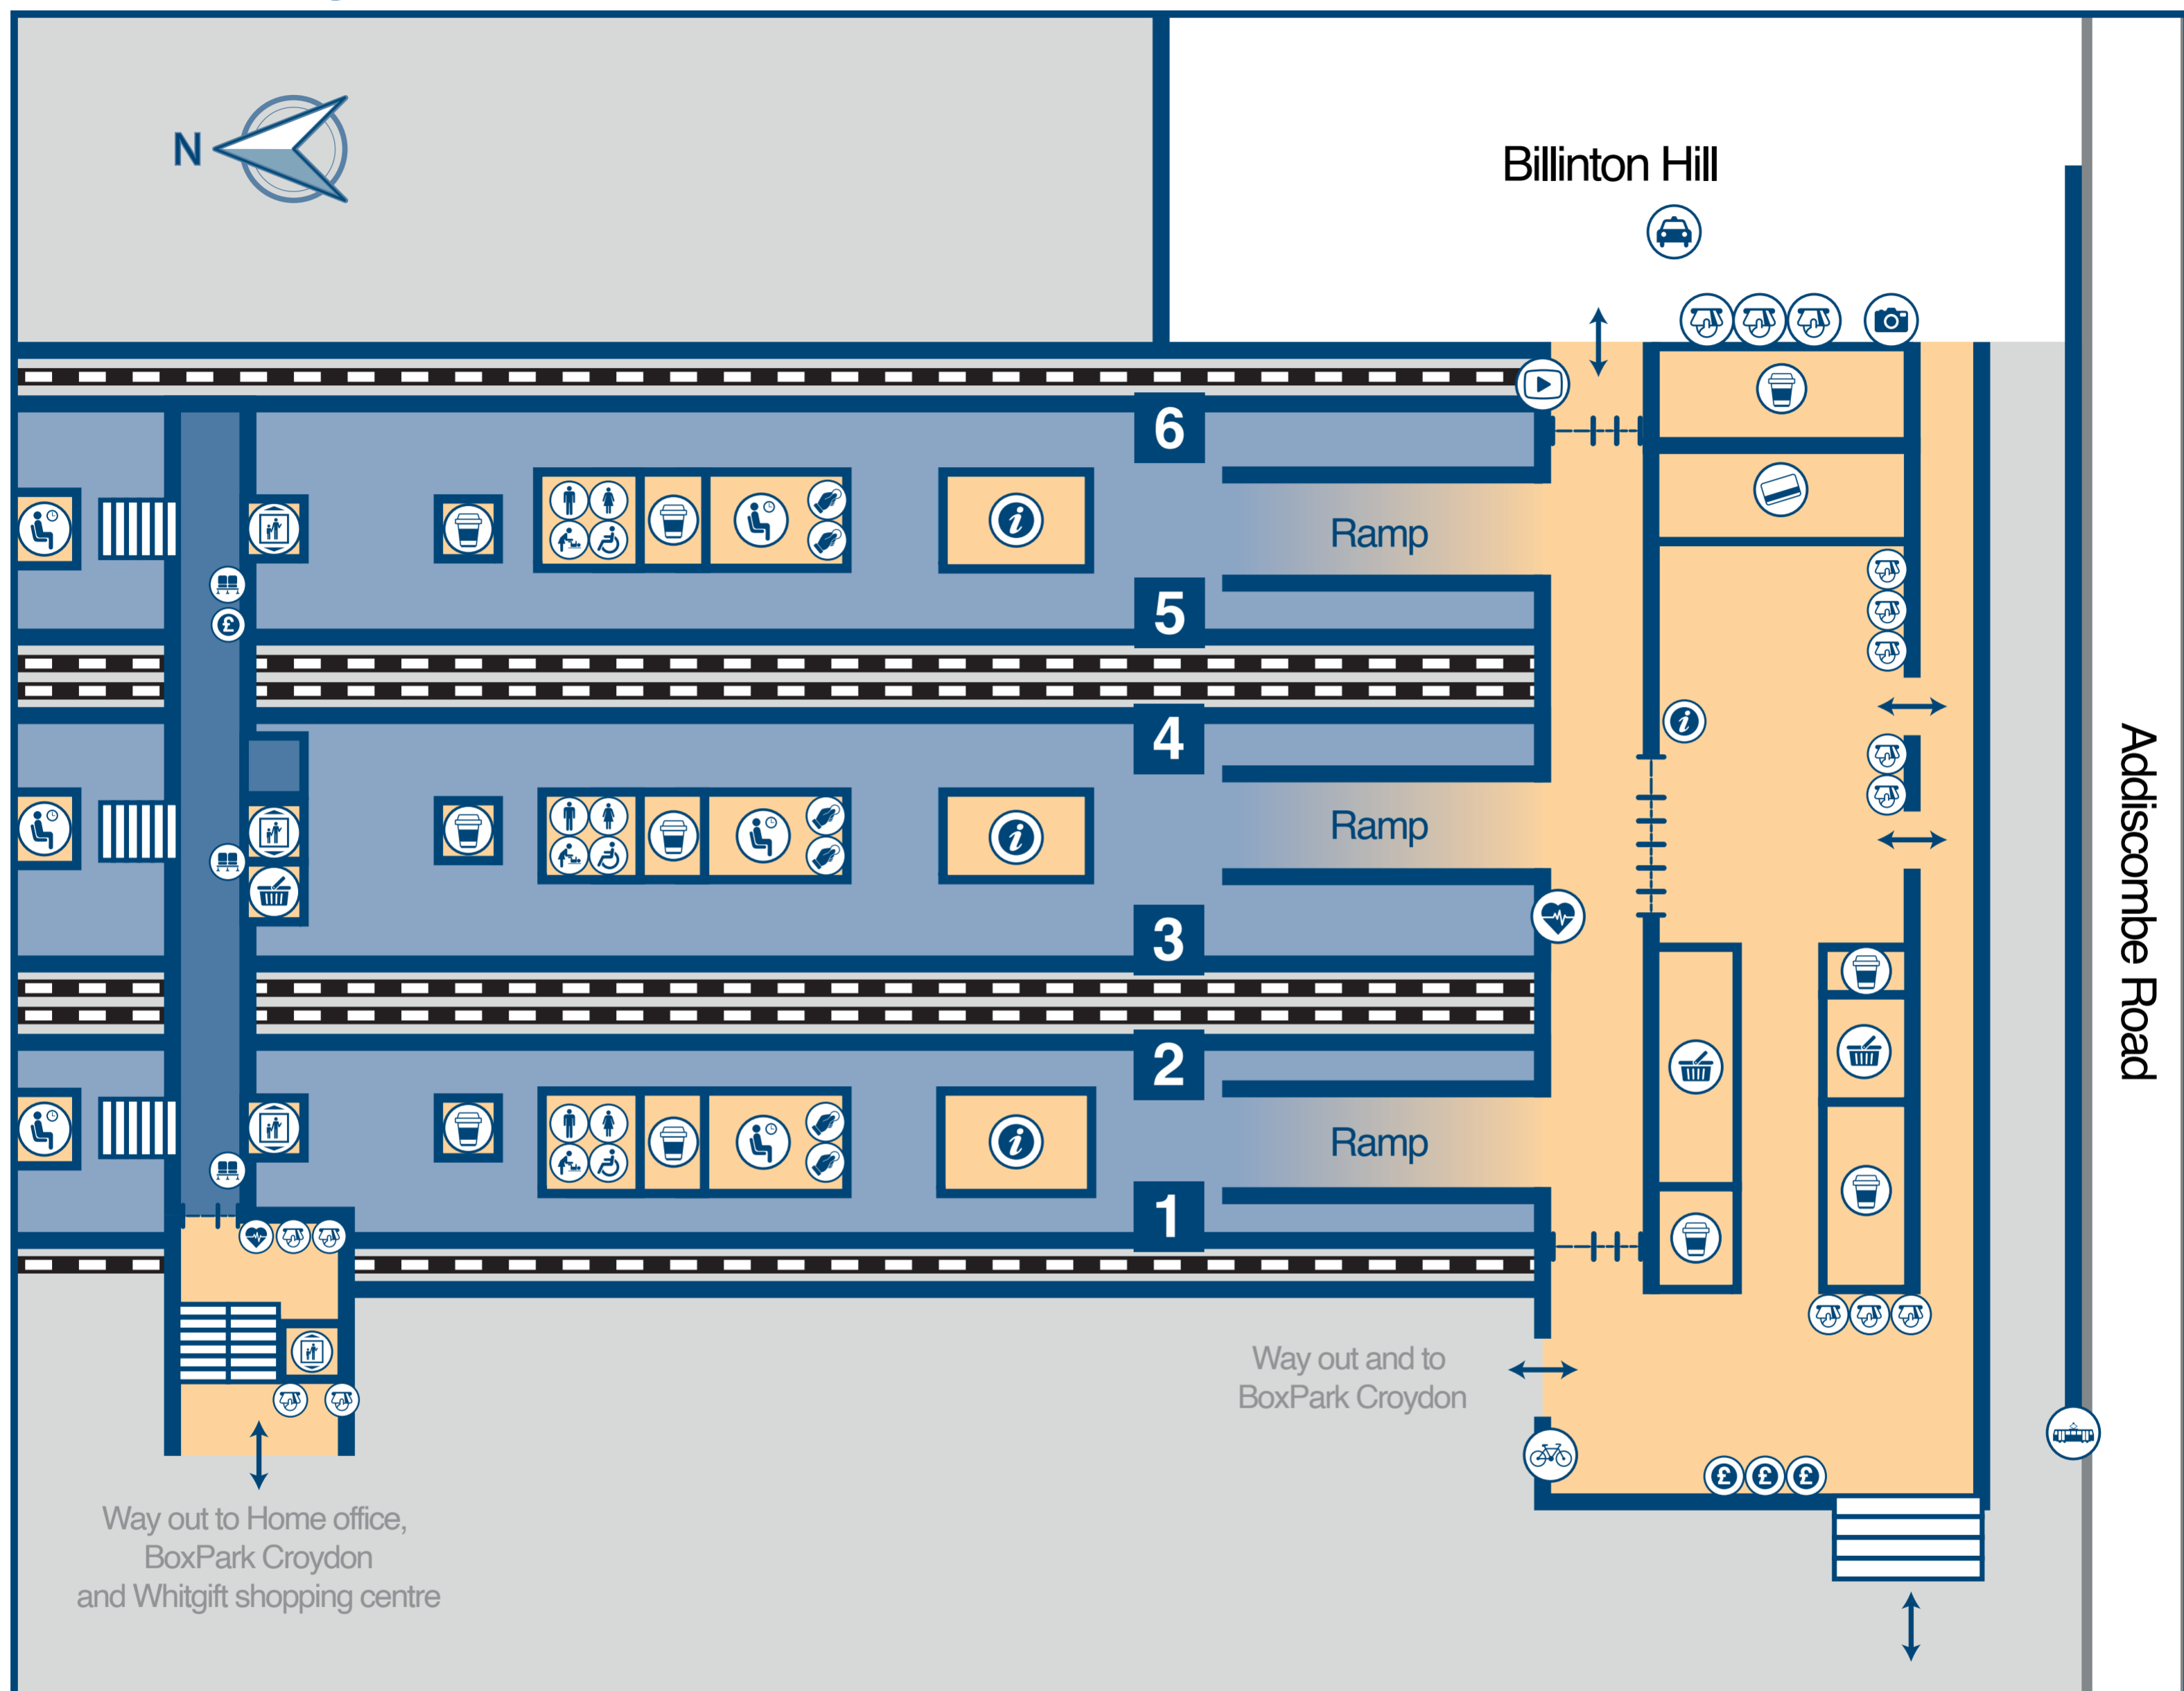 N
Billinton Hill
6
Ramp
5
4
Ramp
3
2
Ramp
1
Addiscombe Road
Way out and to
BoxPark Croydon
Way out to Home office,
BoxPark Croydon
and Whitgift shopping centre
£
£ £ £
i
i
i
i